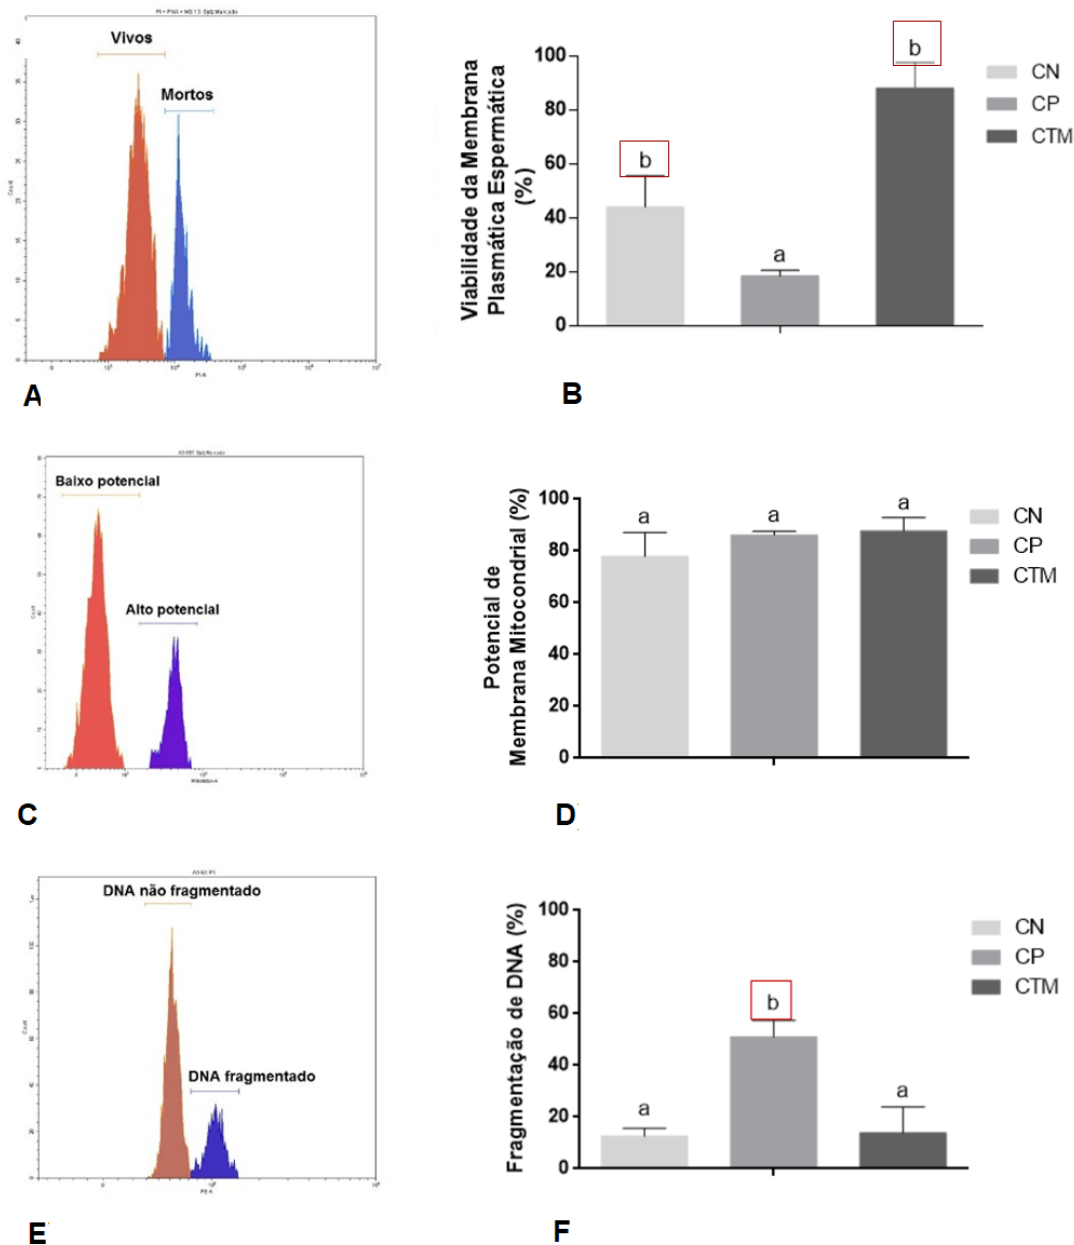 Vivos
Mortos
A
Viabilidade da Membrana
Plasmática Espermática
(%)
100
80
60
40
20
0
b
a
b
CN
CP
CTM
B
Baixo potencial
Alto potencial
C
Potencial de
Membrana Mitocondrial (%)
100
80
60
40
20
0
a
a
a
CN
CP
CTM
D
DNA não fragmentado
DNA fragmentado
E
Fragmentação de DNA (%)
100
80
60
40
20
0
a
b
a
CN
CP
CTM
F